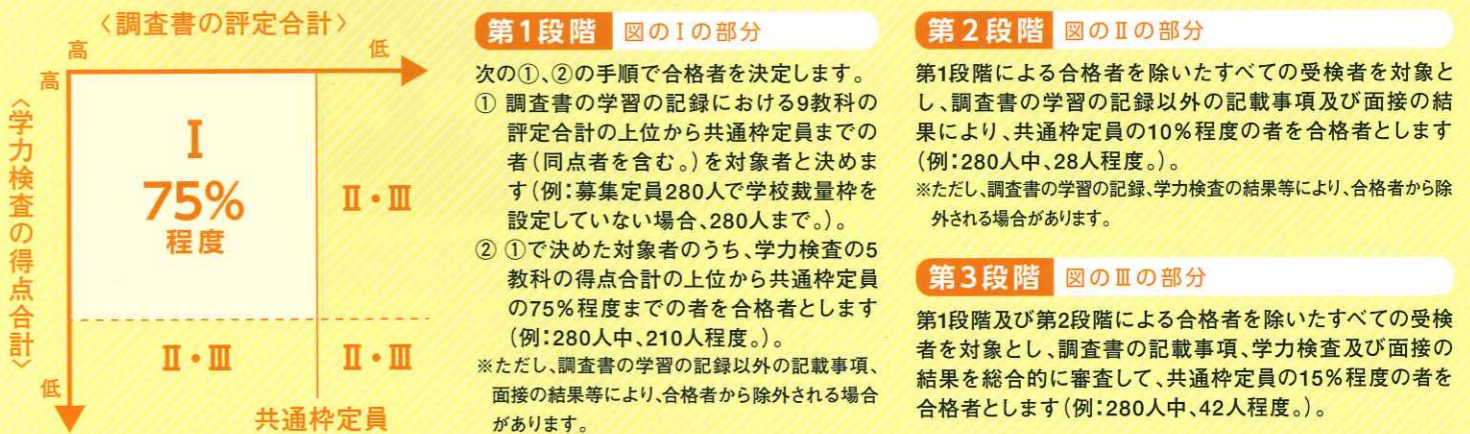 〈調査書の評定合計〉
高
低
高
〈学力検査の得点合計〉
低
Ⅰ
75%
程度
Ⅱ・Ⅲ
Ⅱ・Ⅲ
Ⅱ・Ⅲ
共通枠定員
第1段階 図のⅠの部分
次の①、②の手順で合格者を決定します。
① 調査書の学習の記録における9教科の
評定合計の上位から共通枠定員までの
者(同点者を含む。)を対象者と決めま
す(例:募集定員280人で学校裁量枠を
設定していない場合、280人まで。)。
② ①で決めた対象者のうち、学力検査の5
教科の得点合計の上位から共通枠定員
の75%程度までの者を合格者とします
(例:280人中、210人程度。)。
※ただし、調査書の学習の記録以外の記載事項、
面接の結果等により、合格者から除外される場合
があります。
第2段階 図のⅡの部分
第1段階による合格者を除いたすべての受検者を対象と
し、調査書の学習の記録以外の記載事項及び面接の結
果により、共通枠定員の10%程度の者を合格者とします
(例:280人中、28人程度。)。
※ただし、調査書の学習の記録、学力検査の結果等により、合格者から除
外される場合があります。
第3段階 図のⅢの部分
第1段階及び第2段階による合格者を除いたすべての受検
者を対象とし、調査書の記載事項、学力検査及び面接の
結果を総合的に審査して、共通枠定員の15%程度の者を
合格者とします(例:280人中、42人程度。)。